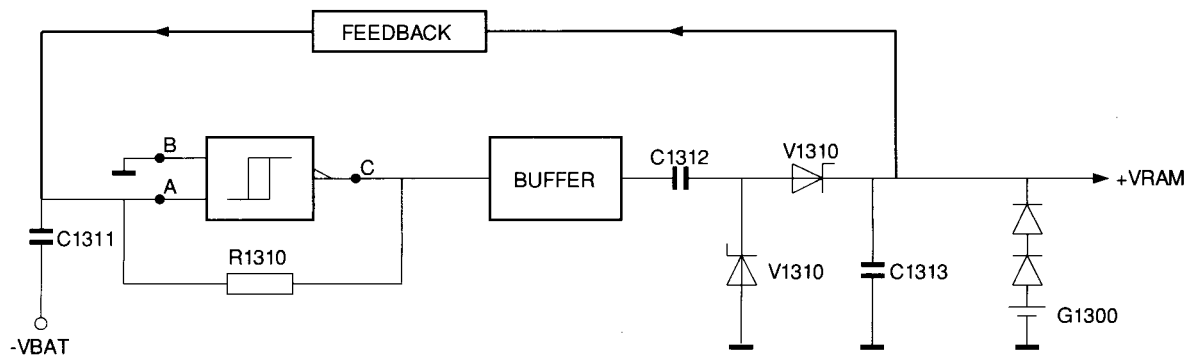 FEEDBACK
B
A
C
BUFFER
C1312
V1310
+VRAM
C1311
R1310
V1310
C1313
G1300
-VBAT